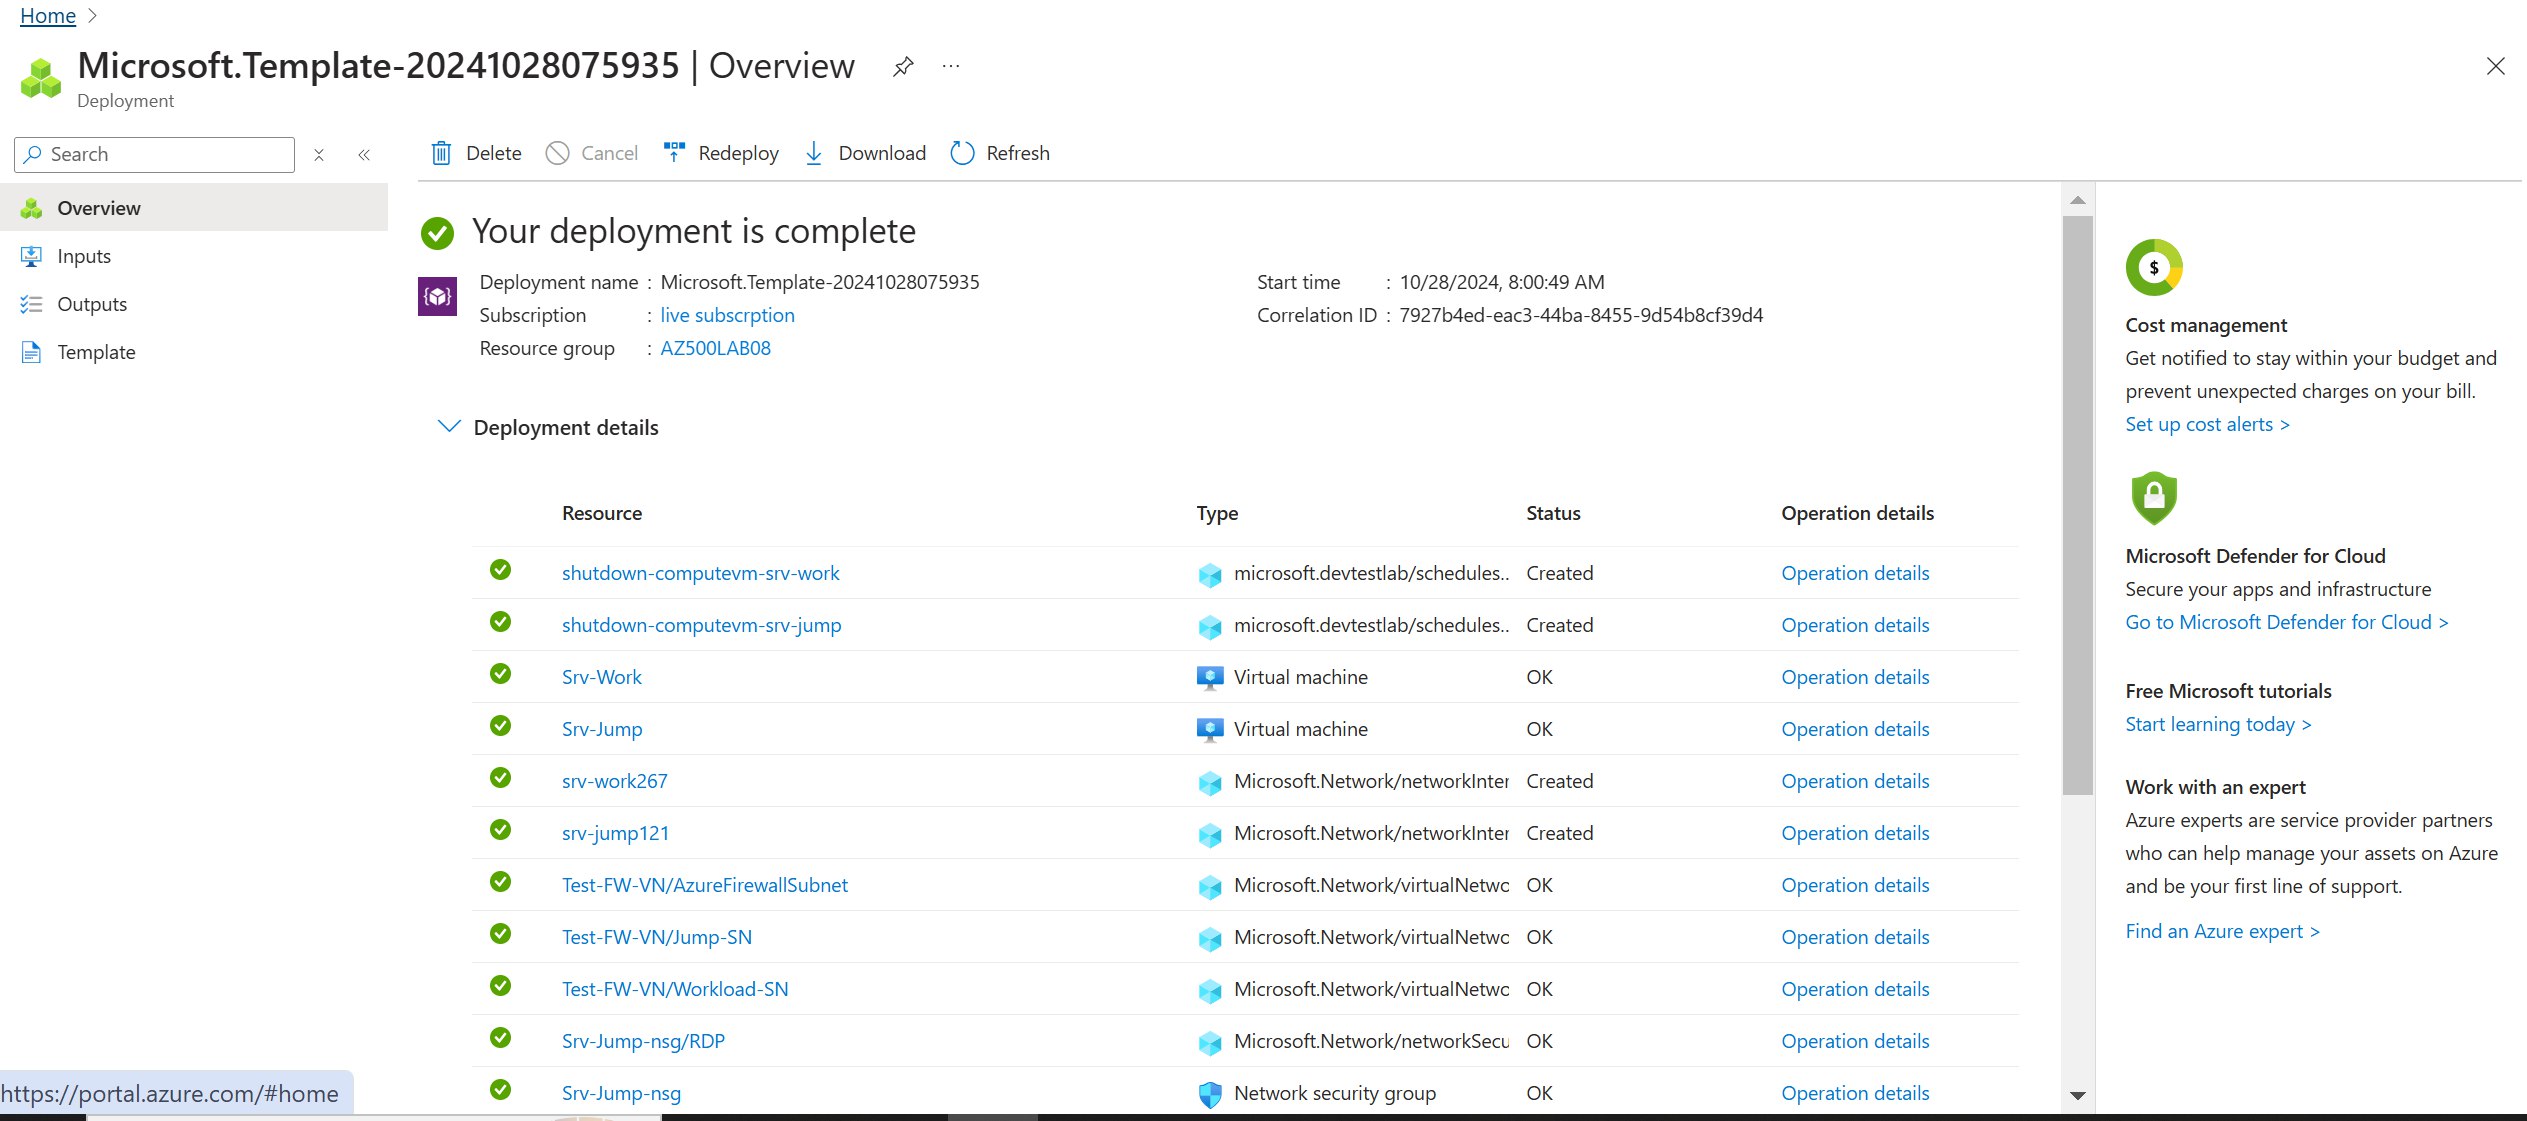 Home
Microsoft.Template-20241028075935 | Overview
Deployment
Search
Overview
Inputs
Outputs
Template
Delete
Cancel
Redeploy
Download
Refresh
Your deployment is complete
Deployment name : Microsoft.Template-20241028075935
Subscription : live subscrption
Resource group : AZ500LAB08
Start time : 10/28/2024, 8:00:49 AM
Correlation ID : 7927b4ed-eac3-44ba-8455-9d54b8cf39d4
Deployment details
Resource Type Status Operation details
shutdown-computevm-srv-work microsoft.devtestlab/schedules.. Created Operation details
shutdown-computevm-srv-jump microsoft.devtestlab/schedules.. Created Operation details
Srv-Work Virtual machine OK Operation details
Srv-Jump Virtual machine OK Operation details
srv-work267 Microsoft.Network/networkInter Created Operation details
srv-jump121 Microsoft.Network/networkInter Created Operation details
Test-FW-VN/AzureFirewallSubnet Microsoft.Network/virtualNetwo OK Operation details
Test-FW-VN/Jump-SN Microsoft.Network/virtualNetwo OK Operation details
Test-FW-VN/Workload-SN Microsoft.Network/virtualNetwo OK Operation details
Srv-Jump-nsg/RDP Microsoft.Network/networkSecu OK Operation details
Srv-Jump-nsg Network security group OK Operation details
Cost management
Get notified to stay within your budget and
prevent unexpected charges on your bill.
Set up cost alerts >
Microsoft Defender for Cloud
Secure your apps and infrastructure
Go to Microsoft Defender for Cloud >
Free Microsoft tutorials
Start learning today >
Work with an expert
Azure experts are service provider partners
who can help manage your assets on Azure
and be your first line of support.
Find an Azure expert >
https://portal.azure.com/#home